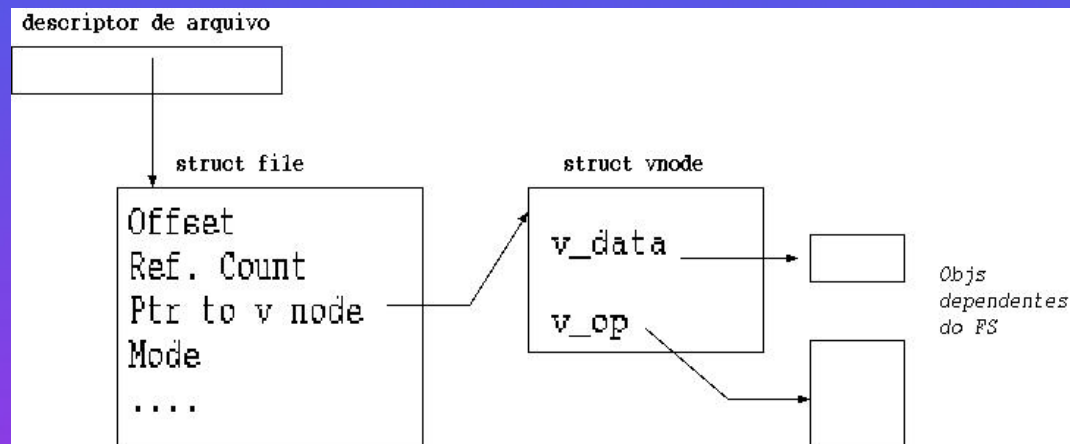 descriptor de arquivo
struct file
Offset
Ref. Count
Ptr to v node
Mode
....
struct vnode
v_data
v_op
Objs
dependentes
do FS